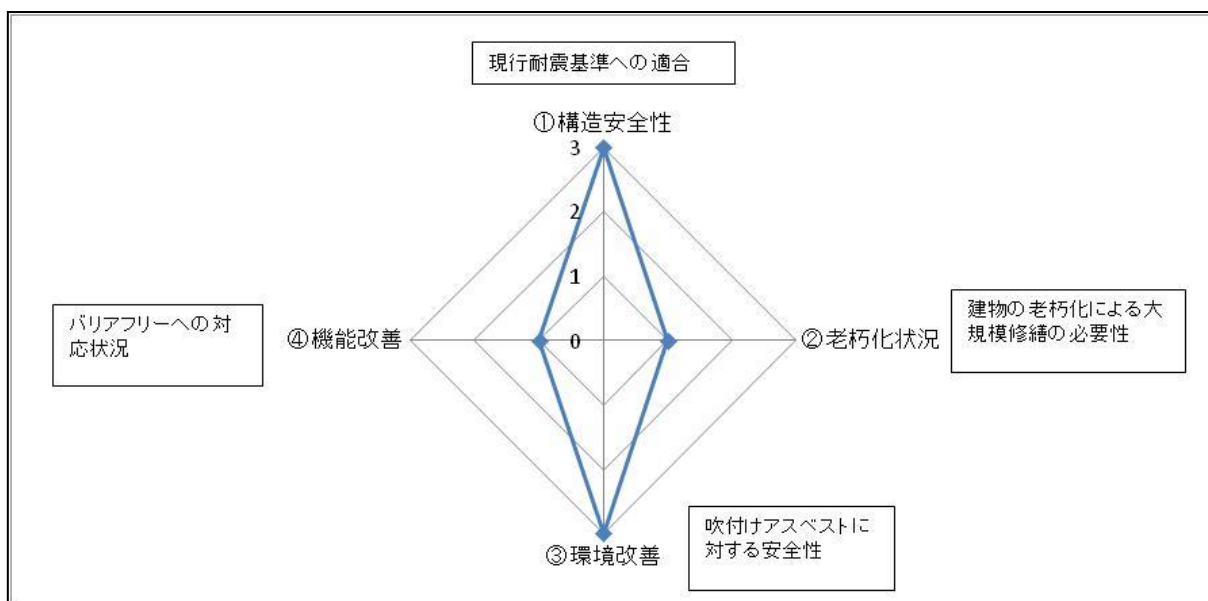 現行耐震基準への適合
①構造安全性
3
2
1
0
バリアフリーへの対
応状況
④機能改善
②老朽化状況
建物の老朽化による大
規模修繕の必要性
吹付けアスベストに
対する安全性
③環境改善